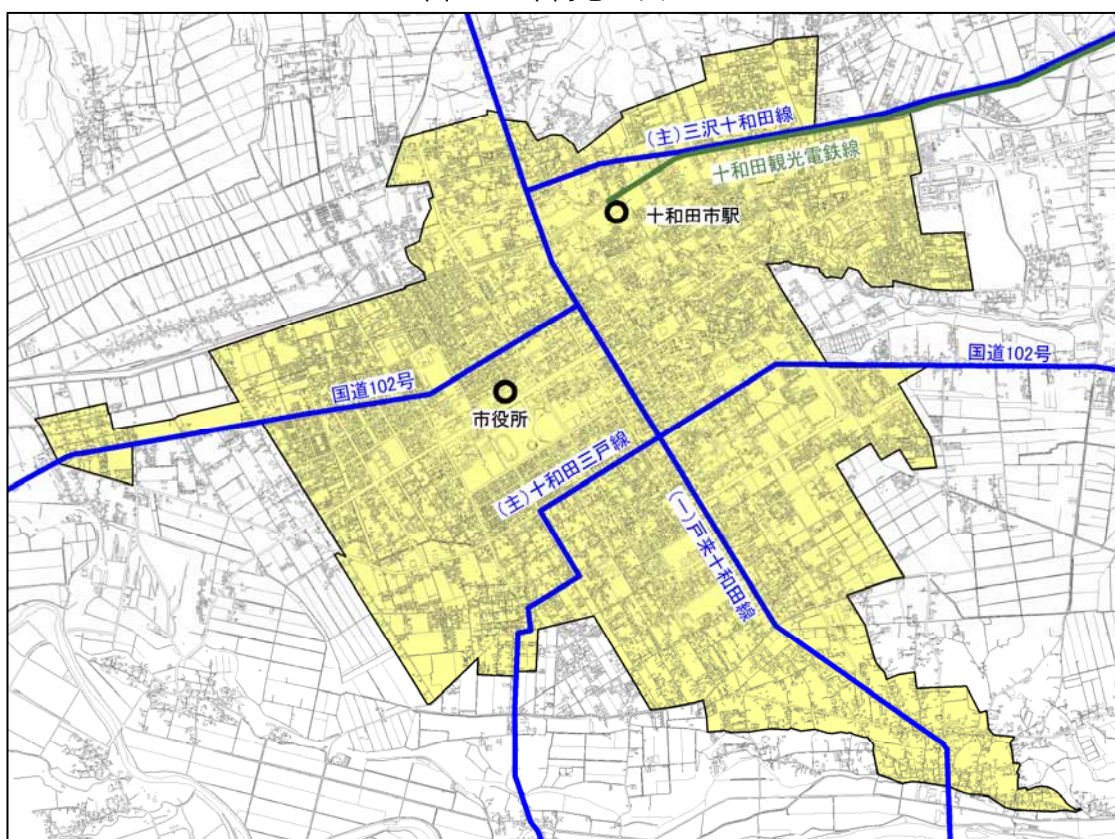 (主)三沢十和田線
十和田観光電鉄線
十和田市駅
国道102号
国道102号
市役所
(主)十和田三戸線
(一)戸来十和田線